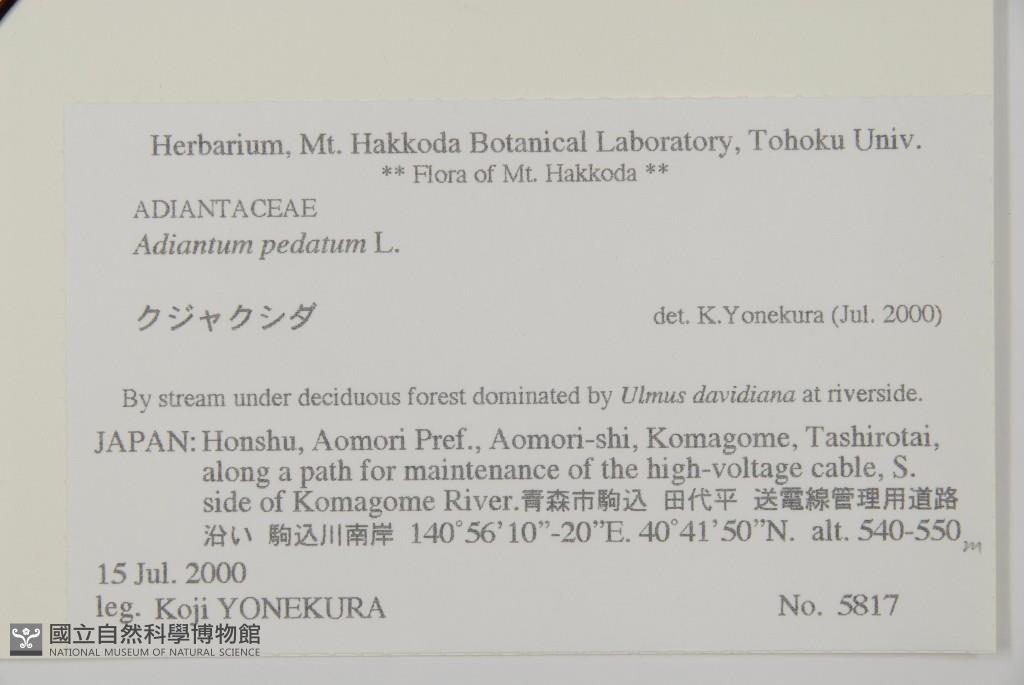 Herbarium, Mt. Hakkoda Botanical Laboratory, Tohoku Univ.
** Flora of Mt. Hakkoda **
ADIANTACEAE
Adiantum pedatum L.
クジャクシダ
det. K.Yonekura (Jul. 2000)
By stream under deciduous forest dominated by Ulmus davidiana at riverside.
JAPAN: Honshu, Aomori Pref., Aomori-shi, Komagome, Tashirotai,
along a path for maintenance of the high-voltage cable, S.
side of Komagome River.青森市駒込 田代平 送電線管理用道路
沿い 駒込川南岸 140°56'10”-20”E. 40°41'50”N. alt. 540-550 m
15 Jul. 2000
leg. Koji YONEKURA
No. 5817
國立自然科學博物館
NATIONAL MUSEUM OF NATURAL SCIENCE